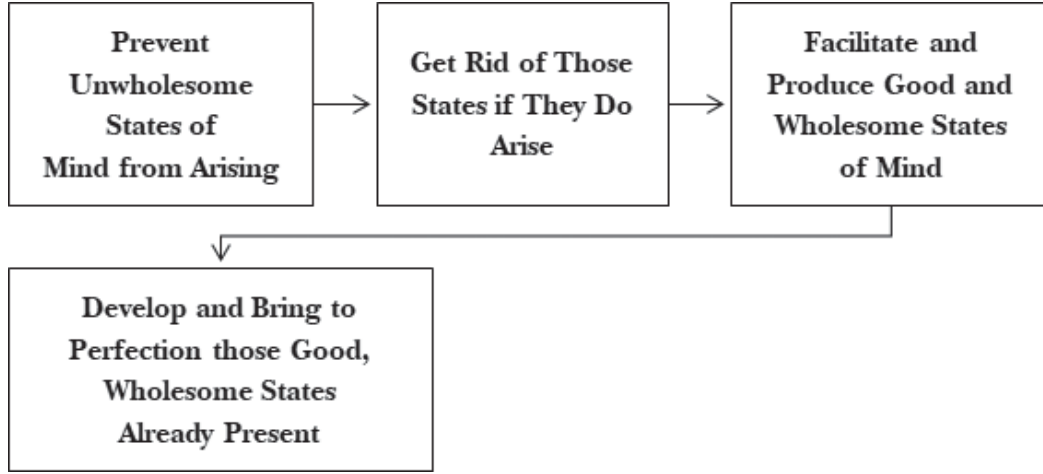 Prevent
Unwholesome
States of
Mind from Arising
Get Rid of Those
States if They Do
Arise
Facilitate and
Produce Good and
Wholesome States
of Mind
Develop and Bring to
Perfection those Good,
Wholesome States
Already Present